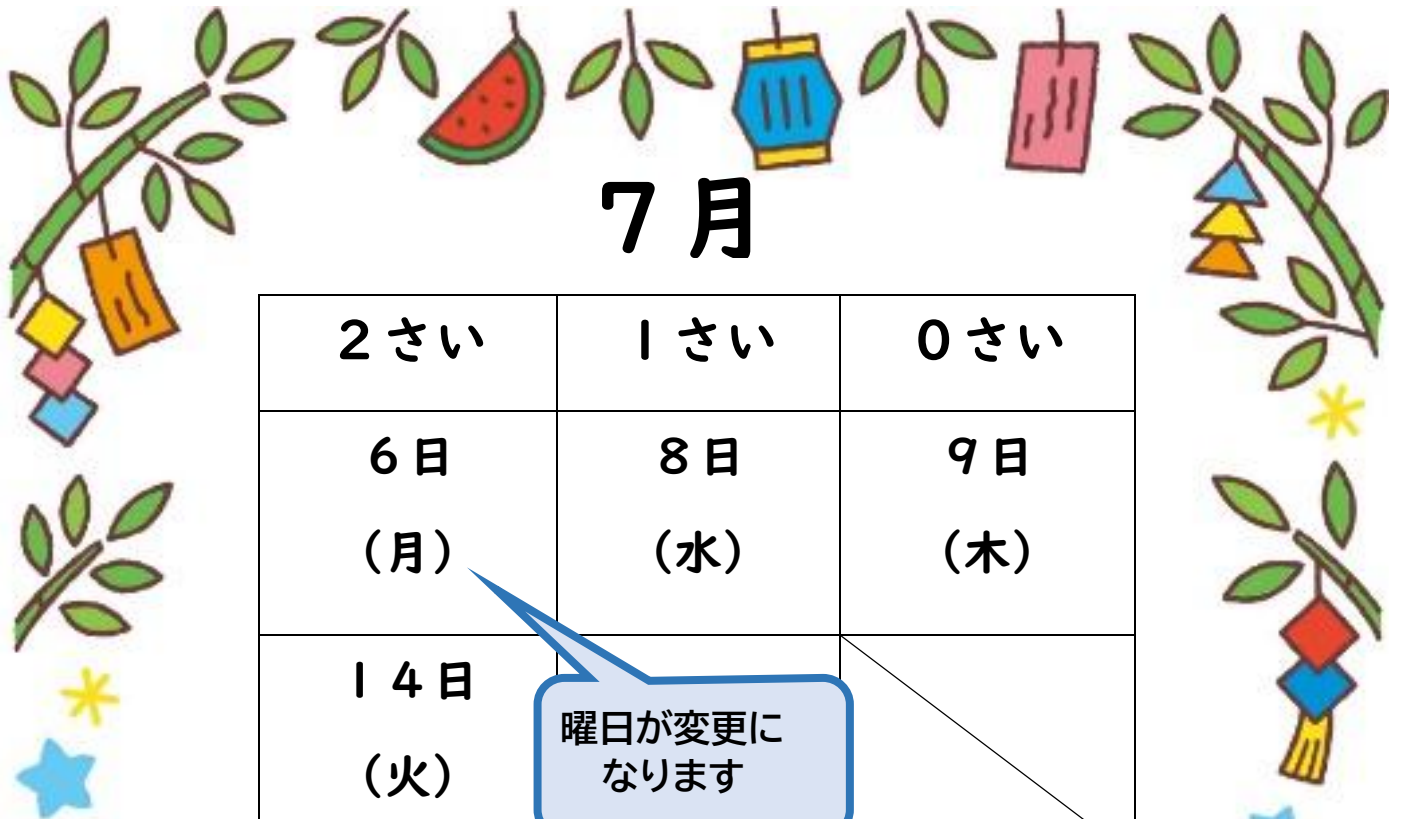 ７月
２さい １さい ０さい
６日 ８日 ９日
（月） （水） （木）
１４日
（火）
曜日が変更に
なります